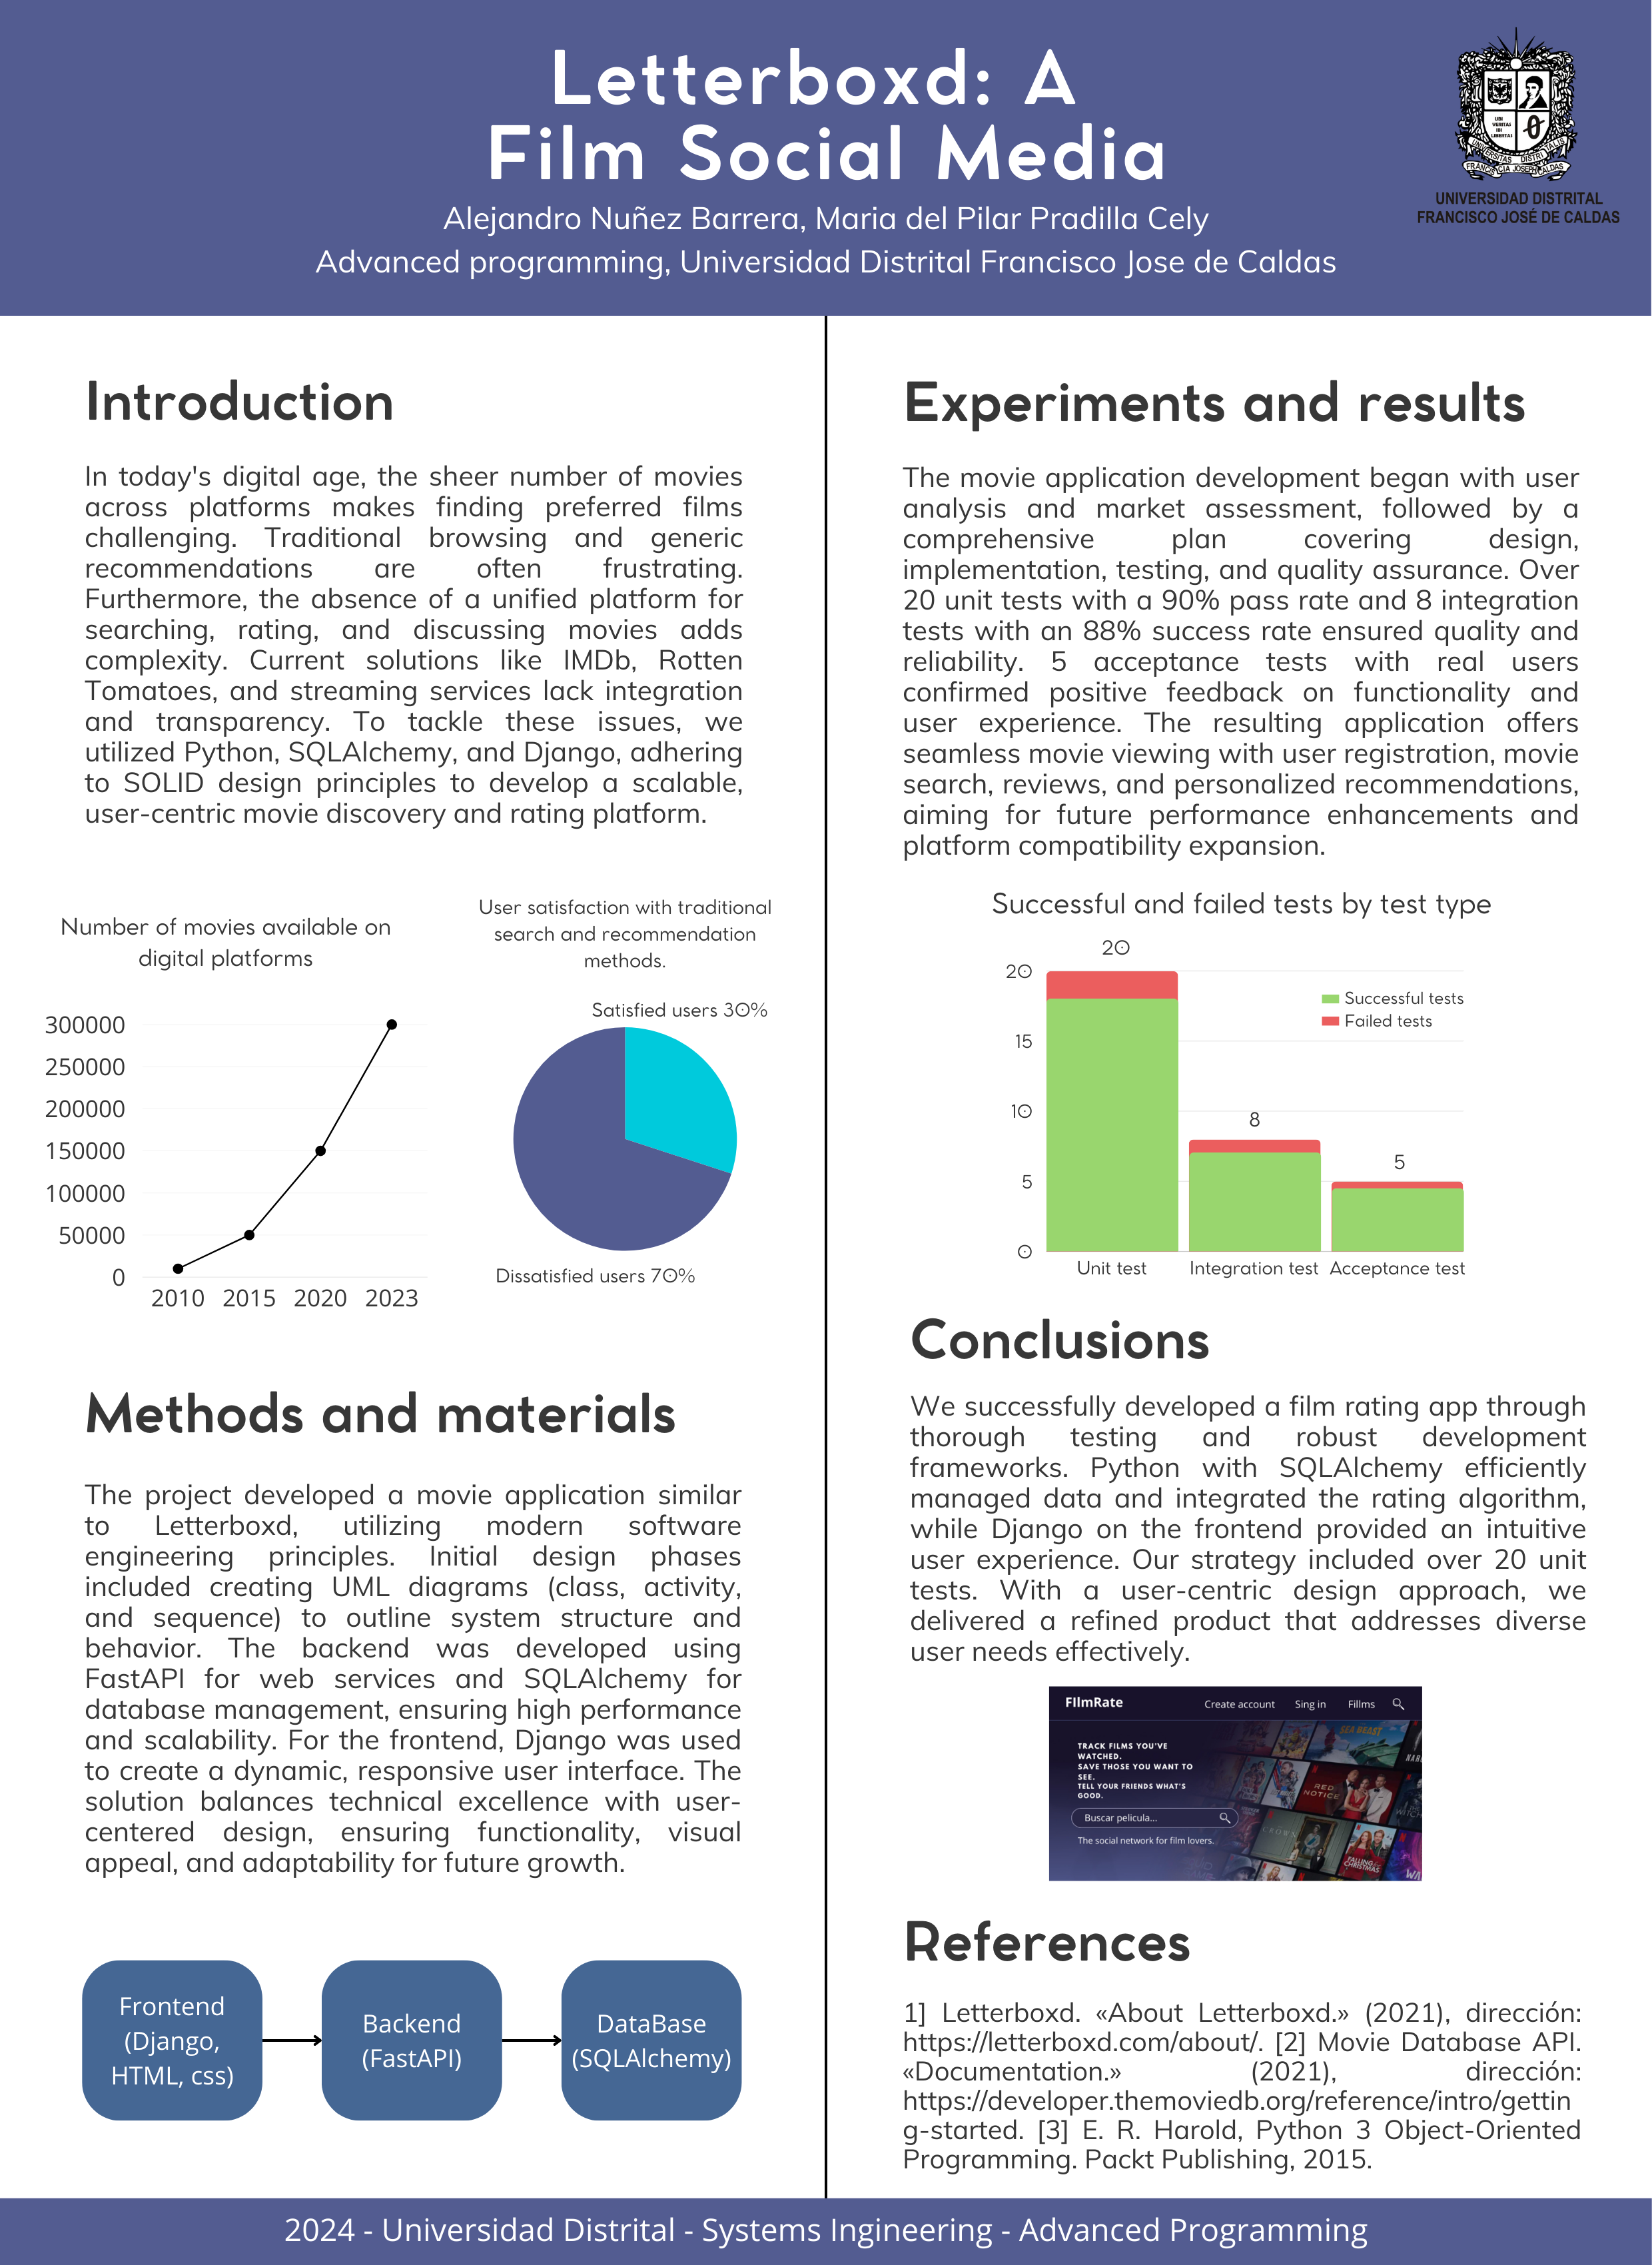 Letterboxd: A
Film Social Media
Alejandro Nuñez Barrera, Maria del Pilar Pradilla Cely
Advanced programming, Universidad Distrital Francisco Jose de Caldas
UBI
VERITAS
IBI
LIBERTAS
UNIVERSIDAD DISTRITAL
FRANCISCO JOSÉ DE CALDAS
Introduction
In today's digital age, the sheer number of movies
across platforms makes finding preferred films
challenging. Traditional browsing and generic
recommendations are often frustrating.
Furthermore, the absence of a unified platform for
searching, rating, and discussing movies adds
complexity. Current solutions like IMDb, Rotten
Tomatoes, and streaming services lack integration
and transparency. To tackle these issues, we
utilized Python, SQLAlchemy, and Django, adhering
to SOLID design principles to develop a scalable,
user-centric movie discovery and rating platform.
Number of movies available on
digital platforms
300000
250000
200000
150000
100000
50000
0
2010 2015 2020 2023
User satisfaction with traditional
search and recommendation
methods.
Satisfied users 30%
Dissatisfied users 70%
Methods and materials
The project developed a movie application similar
to Letterboxd, utilizing modern software
engineering principles. Initial design phases
included creating UML diagrams (class, activity,
and sequence) to outline system structure and
behavior. The backend was developed using
FastAPI for web services and SQLAlchemy for
database management, ensuring high performance
and scalability. For the frontend, Django was used
to create a dynamic, responsive user interface. The
solution balances technical excellence with user-
centered design, ensuring functionality, visual
appeal, and adaptability for future growth.
Frontend
(Django,
HTML, css)
Backend
(FastAPI)
DataBase
(SQLAlchemy)
Experiments and results
The movie application development began with user
analysis and market assessment, followed by a
comprehensive plan covering design,
implementation, testing, and quality assurance. Over
20 unit tests with a 90% pass rate and 8 integration
tests with an 88% success rate ensured quality and
reliability. 5 acceptance tests with real users
confirmed positive feedback on functionality and
user experience. The resulting application offers
seamless movie viewing with user registration, movie
search, reviews, and personalized recommendations,
aiming for future performance enhancements and
platform compatibility expansion.
Successful and failed tests by test type
20
20
15
10
5
0
8
5
Successful tests
Failed tests
Unit test Integration test Acceptance test
Conclusions
We successfully developed a film rating app through
thorough testing and robust development
frameworks. Python with SQLAlchemy efficiently
managed data and integrated the rating algorithm,
while Django on the frontend provided an intuitive
user experience. Our strategy included over 20 unit
tests. With a user-centric design approach, we
delivered a refined product that addresses diverse
user needs effectively.
FIlmRate
Create account Sing in Fillms
TRACK FILMS YOU'VE
WATCHED.
SAVE THOSE YOU WANT TO
SEE.
TELL YOUR FRIENDS WHAT'S
GOOD.
Buscar pelicula...
The social network for film lovers.
SEA BEAST
RED
NOTICE
CROWN
FALLING
CHRISTMAS
References
1] Letterboxd. «About Letterboxd.» (2021), dirección:
https://letterboxd.com/about/. [2] Movie Database API.
«Documentation.» (2021), dirección:
https://developer.themoviedb.org/reference/intro/gettin
g-started. [3] E. R. Harold, Python 3 Object-Oriented
Programming. Packt Publishing, 2015.
2024 - Universidad Distrital - Systems Ingineering - Advanced Programming